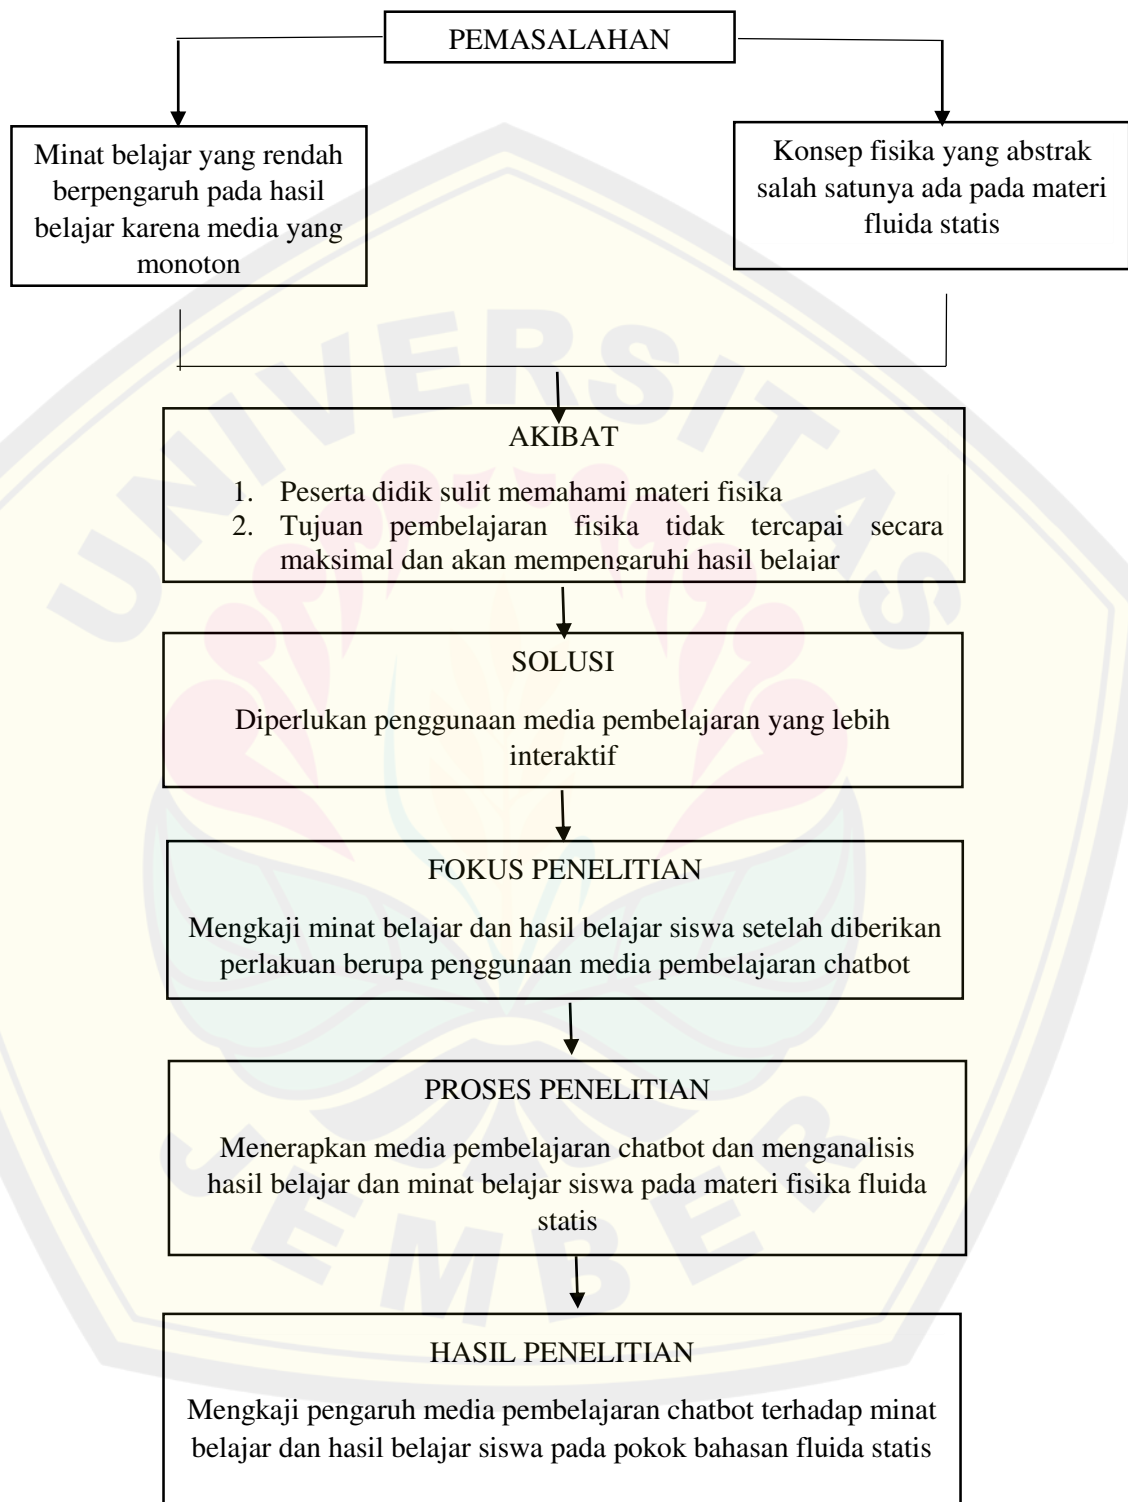 PEMASALAHAN
Minat belajar yang rendah
berpengaruh pada hasil
belajar karena media yang
monoton
Konsep fisika yang abstrak
salah satunya ada pada materi
fluida statis
AKIBAT
1. Peserta didik sulit memahami materi fisika
2. Tujuan pembelajaran fisika tidak tercapai secara
maksimal dan akan mempengaruhi hasil belajar
SOLUSI
Diperlukan penggunaan media pembelajaran yang lebih
interaktif
FOKUS PENELITIAN
Mengkaji minat belajar dan hasil belajar siswa setelah diberikan
perlakuan berupa penggunaan media pembelajaran chatbot
PROSES PENELITIAN
Menerapkan media pembelajaran chatbot dan menganalisis
hasil belajar dan minat belajar siswa pada materi fisika fluida
statis
HASIL PENELITIAN
Mengkaji pengaruh media pembelajaran chatbot terhadap minat
belajar dan hasil belajar siswa pada pokok bahasan fluida statis
UNIVERSITAS
JEMBER